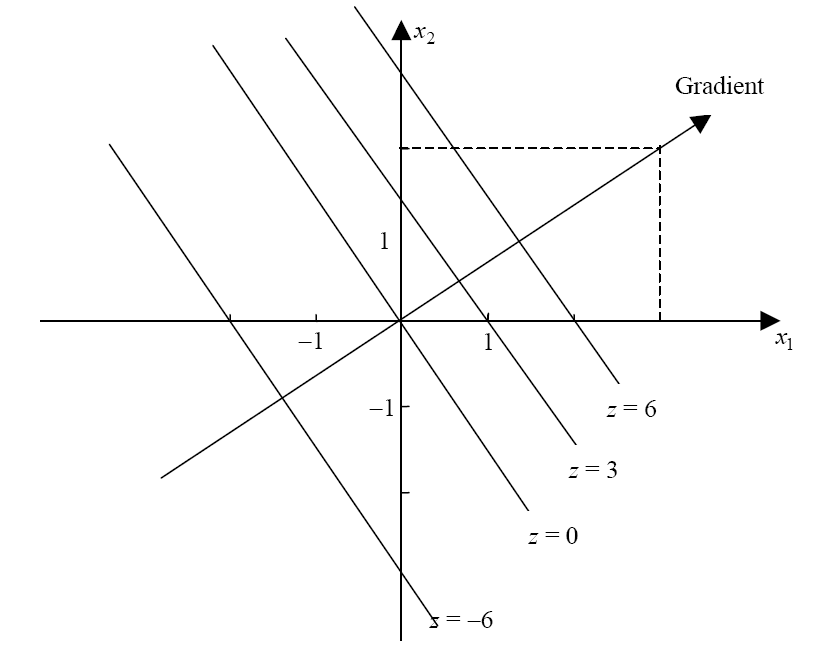 x₂
Gradient
1
–1
1
x₁
–1
z = 6
z = 3
z = 0
z = –6